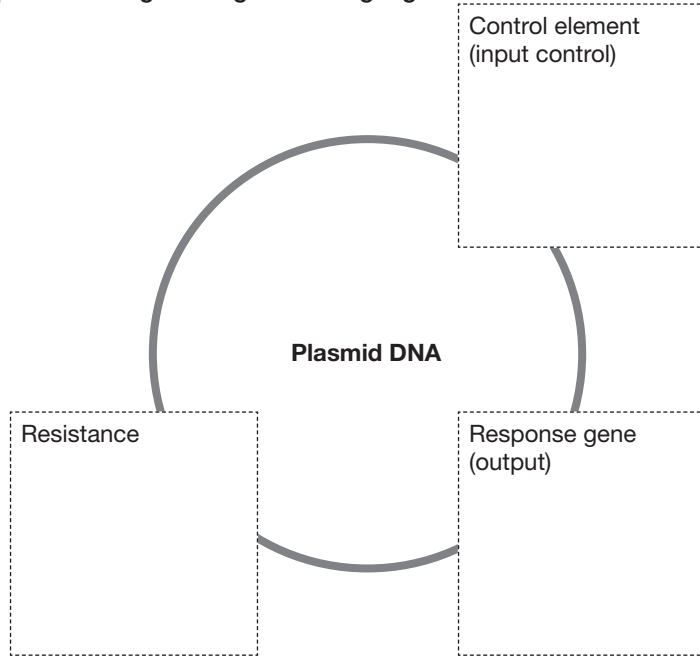 Control element
(input control)
Plasmid DNA
Resistance
Response gene
(output)